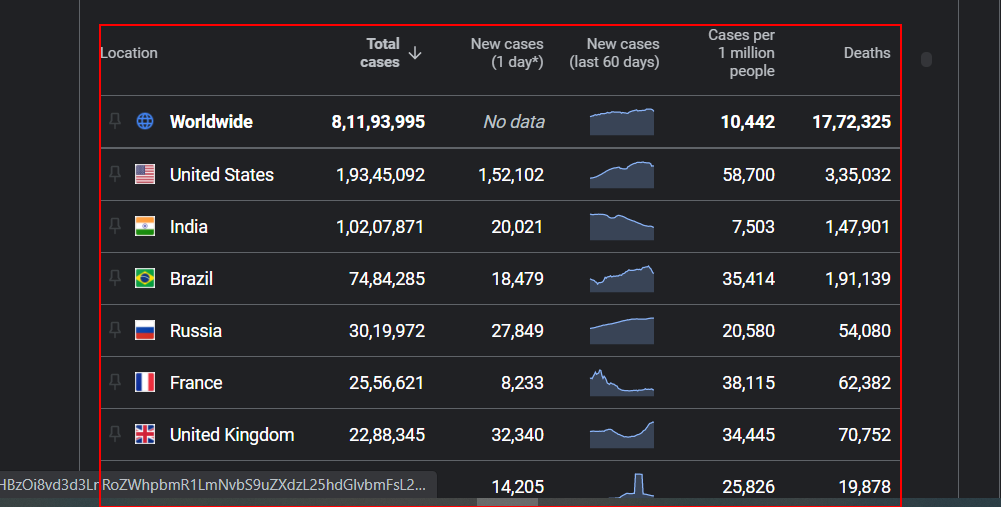 Location Total cases New cases (1 day*) New cases (last 60 days) Cases per 1 million people Deaths
Worldwide 8,11,93,995 No data 10,442 17,72,325
United States 1,93,45,092 1,52,102 58,700 3,35,032
India 1,02,07,871 20,021 7,503 1,47,901
Brazil 74,84,285 18,479 35,414 1,91,139
Russia 30,19,972 27,849 20,580 54,080
France 25,56,621 8,233 38,115 62,382
United Kingdom 22,88,345 32,340 34,445 70,752
14,205 25,826 19,878